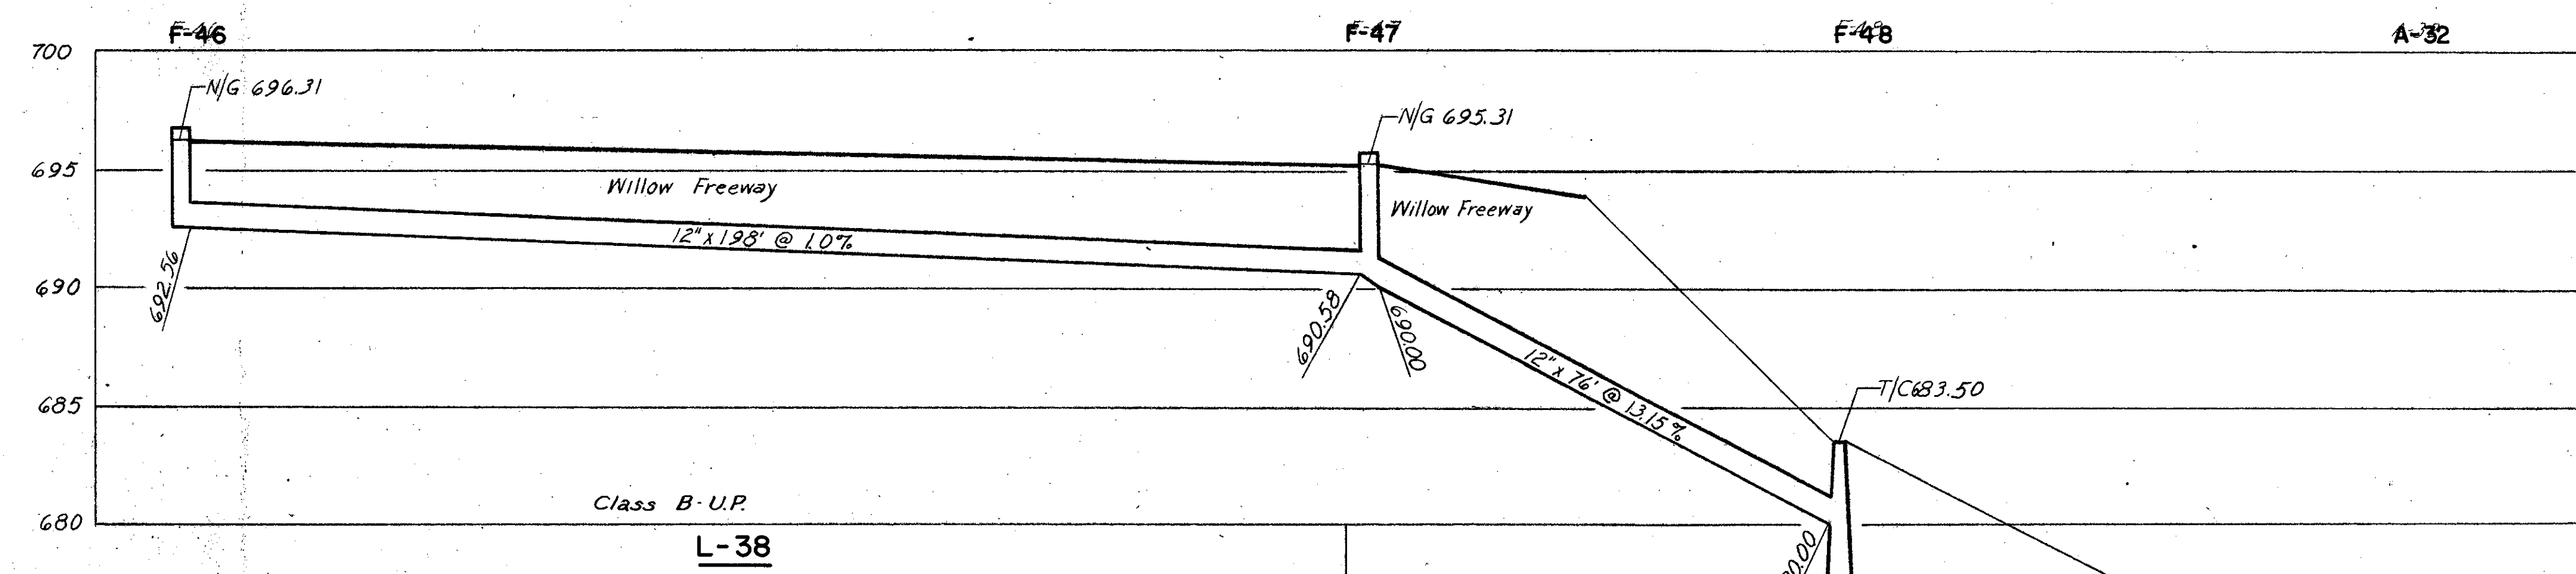 F-46 F-47 F-48 A-32
700
N/G 696.31
N/G 695.31
695
Willow Freeway
Willow Freeway
12" x 198' @ 1.0%
692.56
690
690.58
690.00
12" x 76' @ 13.15%
685
T/C 683.50
Class B-U.P.
680
L-38